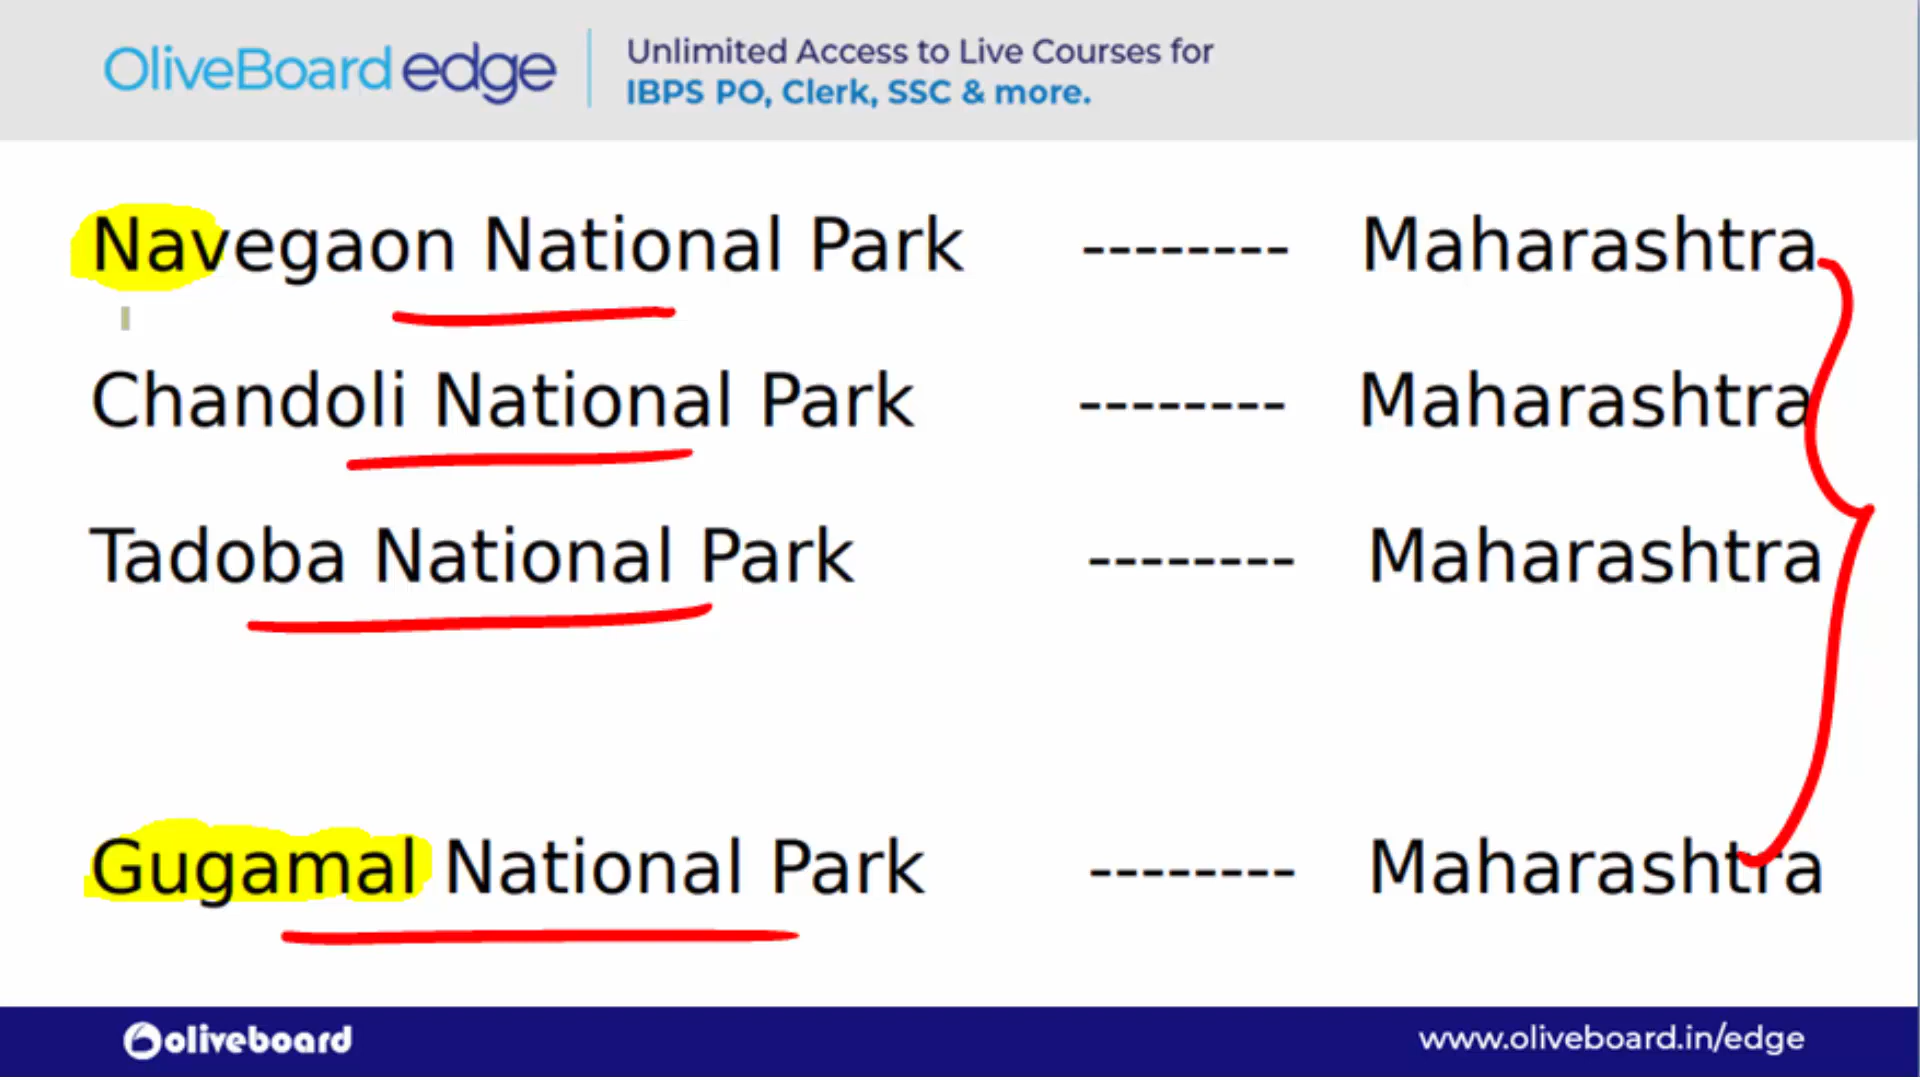 OliveBoard edge
Unlimited Access to Live Courses for
IBPS PO, Clerk, SSC & more.
Navegaon National Park -------- Maharashtra
Chandoli National Park -------- Maharashtra
Tadoba National Park -------- Maharashtra
Gugamal National Park -------- Maharashtra
oliveboard
www.oliveboard.in/edge